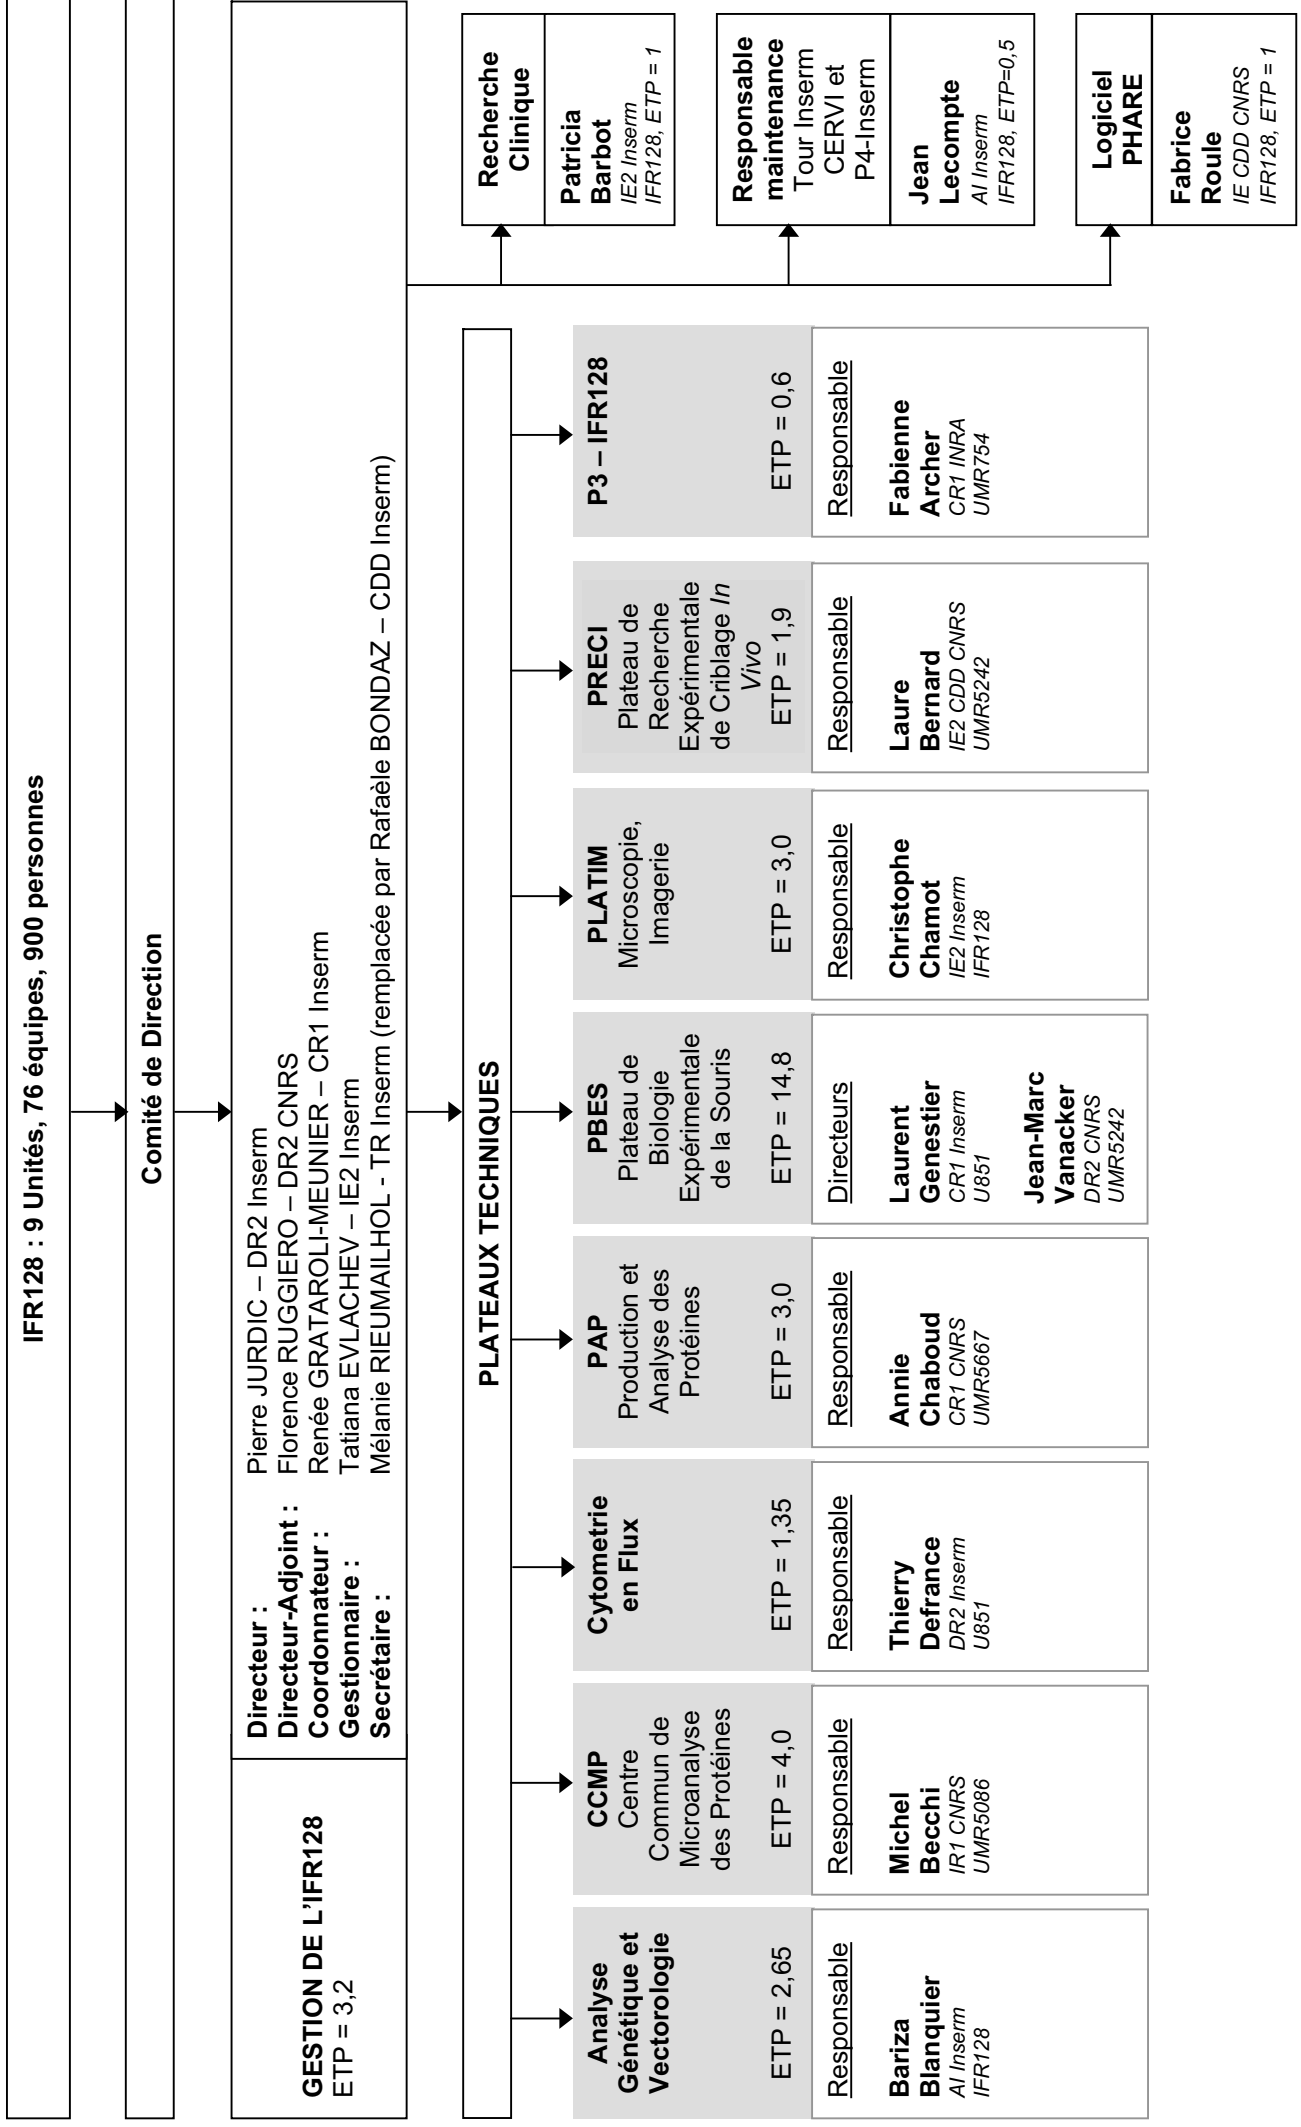 IFR128 : 9 Unités, 76 équipes, 900 personnes
Comité de Direction
GESTION DE L'IFR128
ETP = 3,2
Directeur : Pierre JURDIC – DR2 Inserm
Directeur-Adjoint : Florence RUGGIERO – DR2 CNRS
Coordonnateur : Renée GRATAROLI-MEUNIER – CR1 Inserm
Gestionnaire : Tatiana EVLACHEV – IE2 Inserm
Secrétaire : Mélanie RIEUMAILHOL - TR Inserm (remplacée par Rafaèle BONDAZ – CDD Inserm)
PLATEAUX TECHNIQUES
Analyse
Génétique et
Vectorologie
ETP = 2,65
Responsable
Bariza
Blanquier
AI Inserm
IFR128
CCMP
Centre
Commun de
Microanalyse
des Protéines
ETP = 4,0
Responsable
Michel
Becchi
IR1 CNRS
UMR5086
Cytometrie
en Flux
ETP = 1,35
Responsable
Thierry
Defrance
DR2 Inserm
U851
PAP
Production et
Analyse des
Protéines
ETP = 3,0
Responsable
Annie
Chaboud
CR1 CNRS
UMR5667
PBES
Plateau de
Biologie
Expérimentale
de la Souris
ETP = 14,8
Directeurs
Laurent
Genestier
CR1 Inserm
U851
Jean-Marc
Vanacker
DR2 CNRS
UMR5242
PLATIM
Microscopie,
Imagerie
ETP = 3,0
Responsable
Christophe
Chamot
IE2 Inserm
IFR128
PRECI
Plateau de
Recherche
Expérimentale
de Criblage In
Vivo
ETP = 1,9
Responsable
Laure
Bernard
IE2 CDD CNRS
UMR5242
P3 – IFR128
ETP = 0,6
Responsable
Fabienne
Archer
CR1 INRA
UMR754
Recherche
Clinique
Patricia
Barbot
IE2 Inserm
IFR128, ETP = 1
Responsable
maintenance
Tour Inserm
CERVI et
P4-Inserm
Jean
Lecompte
AI Inserm
IFR128, ETP=0,5
Logiciel
PHARE
Fabrice
Roule
IE CDD CNRS
IFR128, ETP = 1